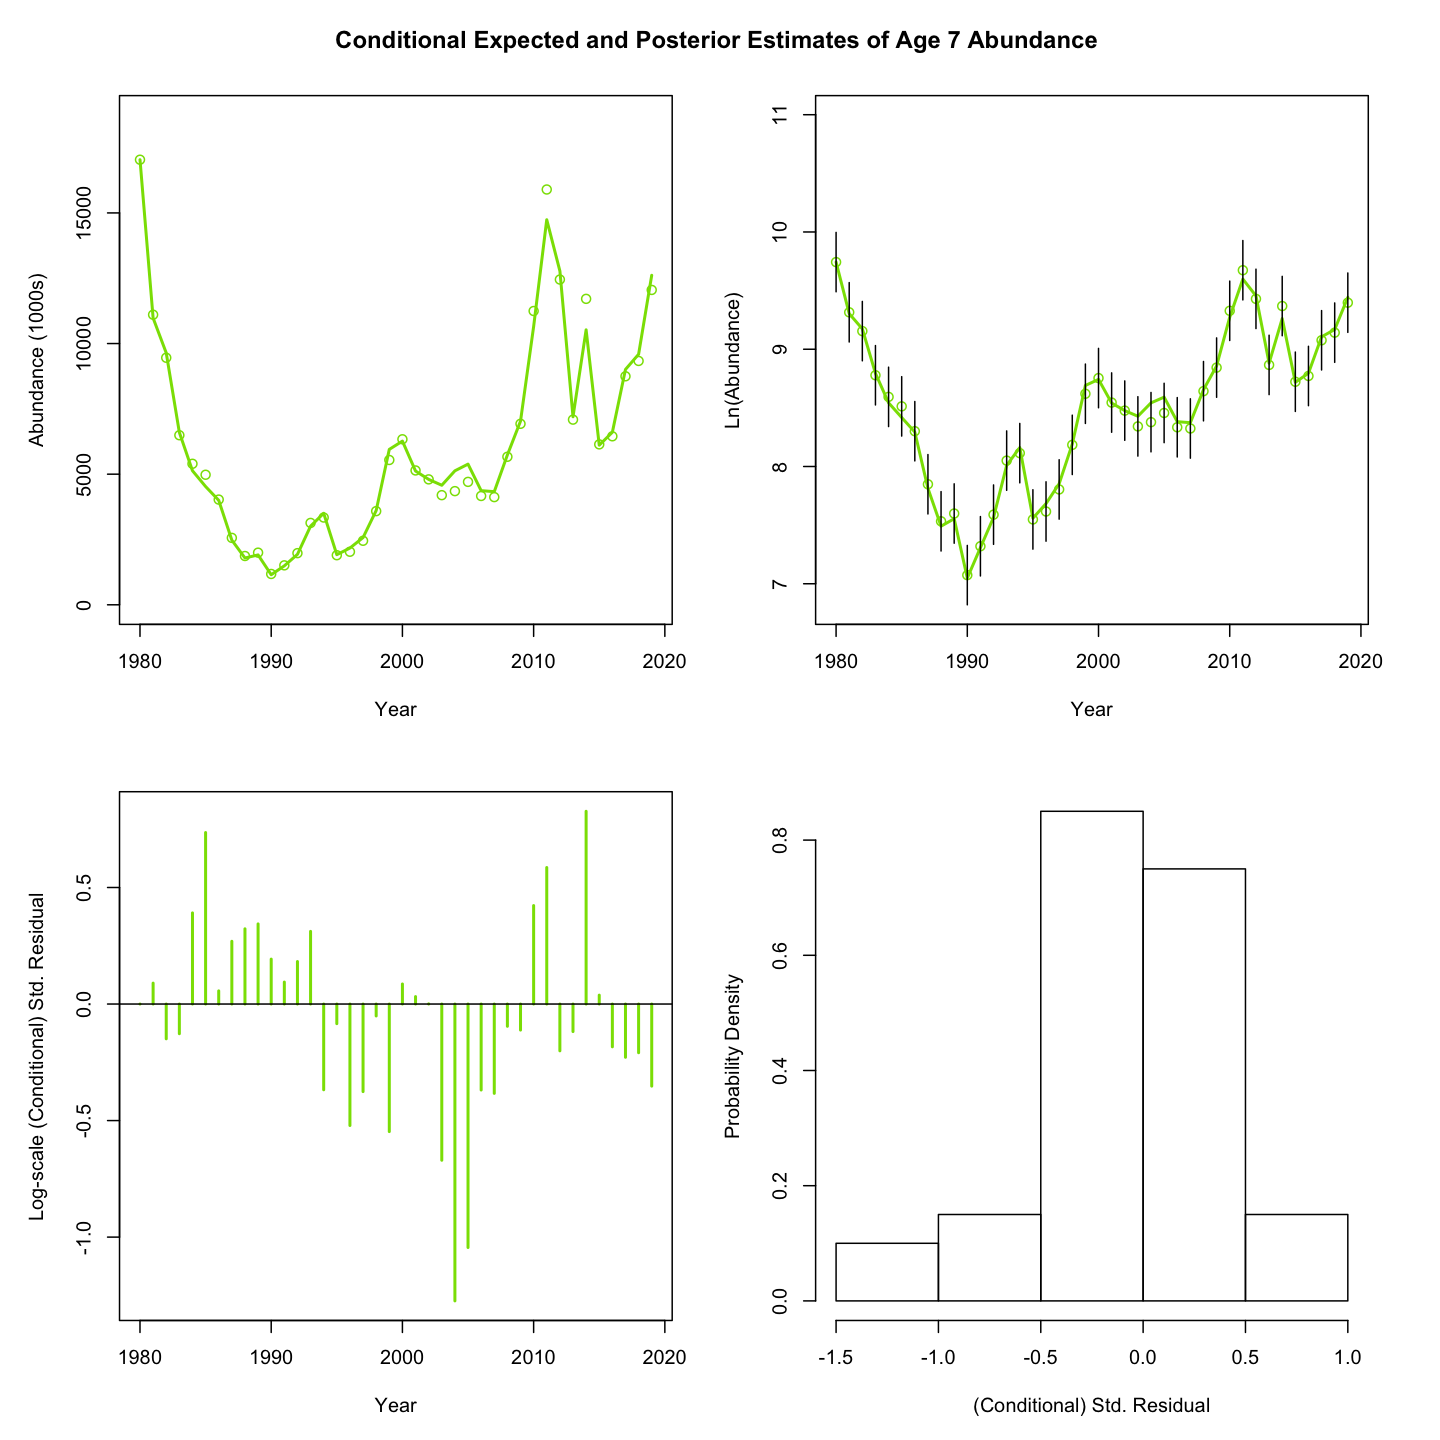 Conditional Expected and Posterior Estimates of Age 7 Abundance
Abundance (1000s)
15000
10000
5000
0
1980 1990 2000 2010 2020
Year
Ln(Abundance)
11
10
9
8
7
1980 1990 2000 2010 2020
Year
Log-scale (Conditional) Std. Residual
0.5
0.0
-0.5
-1.0
1980 1990 2000 2010 2020
Year
Probability Density
0.8
0.6
0.4
0.2
0.0
-1.5 -1.0 -0.5 0.0 0.5 1.0
(Conditional) Std. Residual